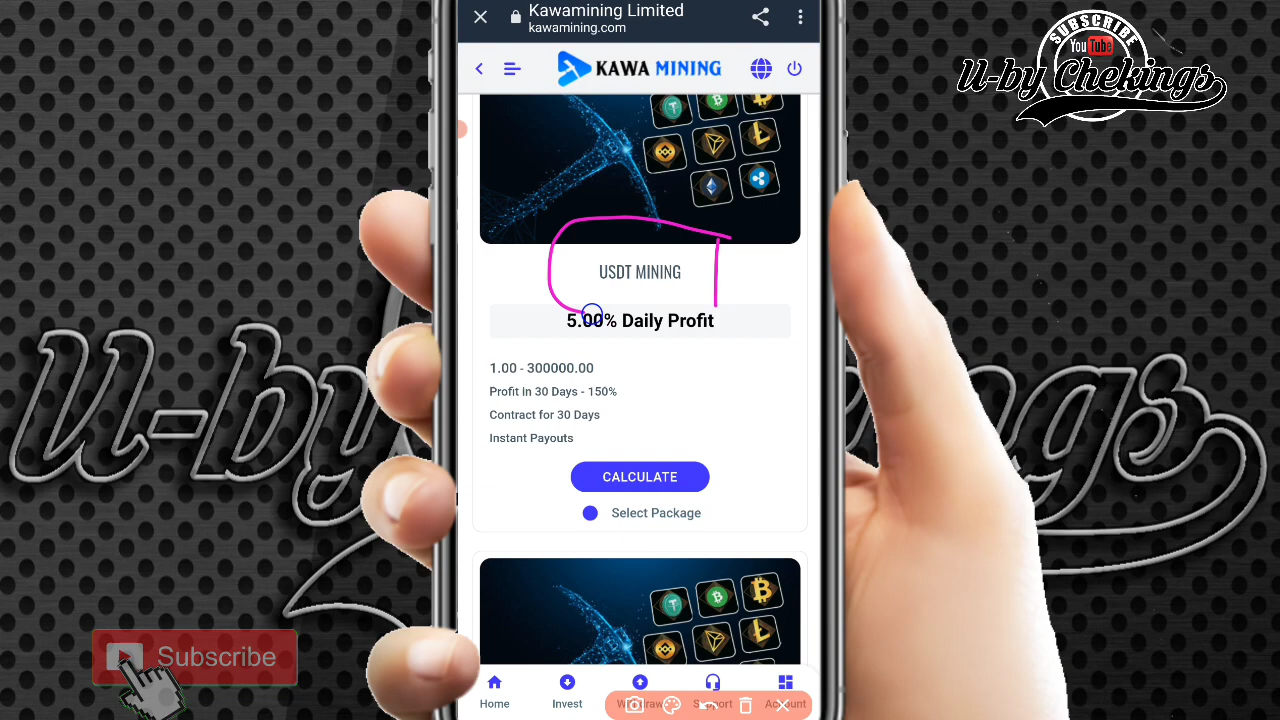 Kawamining Limited
kawamining.com
KAWA MINING
USDT MINING
5.00% Daily Profit
1.00 - 300000.00
Profit in 30 Days - 150%
Contract for 30 Days
Instant Payouts
CALCULATE
Select Package
Home
Invest
Support
Account
SUBSCRIBE
You Tube
U-by Chekings
Subscribe
U-by